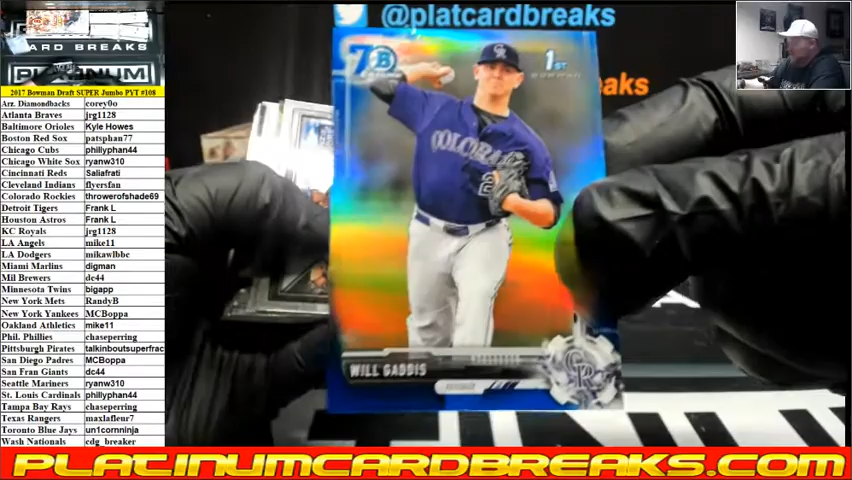 @platcardbreaks
CARD BREAKS
PLATINUM
2017 Bowman Draft SUPER Jumbo PYT #108
Arz. Diamondbacks corey0o
Atlanta Braves jrg1128
Baltimore Orioles Kyle Howes
Boston Red Sox patsphan77
Chicago Cubs phillyphan44
Chicago White Sox ryanw310
Cincinnati Reds Saliafrati
Cleveland Indians flyersfan
Colorado Rockies throwerofshade69
Detroit Tigers Frank L
Houston Astros Frank L
KC Royals jrg1128
LA Angels mike11
LA Dodgers mikawlbbc
Miami Marlins digman
Mil Brewers dc44
Minnesota Twins bigapp
New York Mets RandyB
New York Yankees MCBoppa
Oakland Athletics mike11
Phil. Phillies chaseperring
Pittsburgh Pirates talkinboutsuperfrac
San Diego Padres MCBoppa
San Fran Giants dc44
Seattle Mariners ryanw310
St. Louis Cardinals phillyphan44
Tampa Bay Rays chaseperring
Texas Rangers maxlafleur7
Toronto Blue Jays un1cornninja
Wash Nationals cdg_breaker
1ST
BOWMAN
eaks
COLORADO
WILL GADDIS
CR
PLATINUMCARDBREAKS.COM